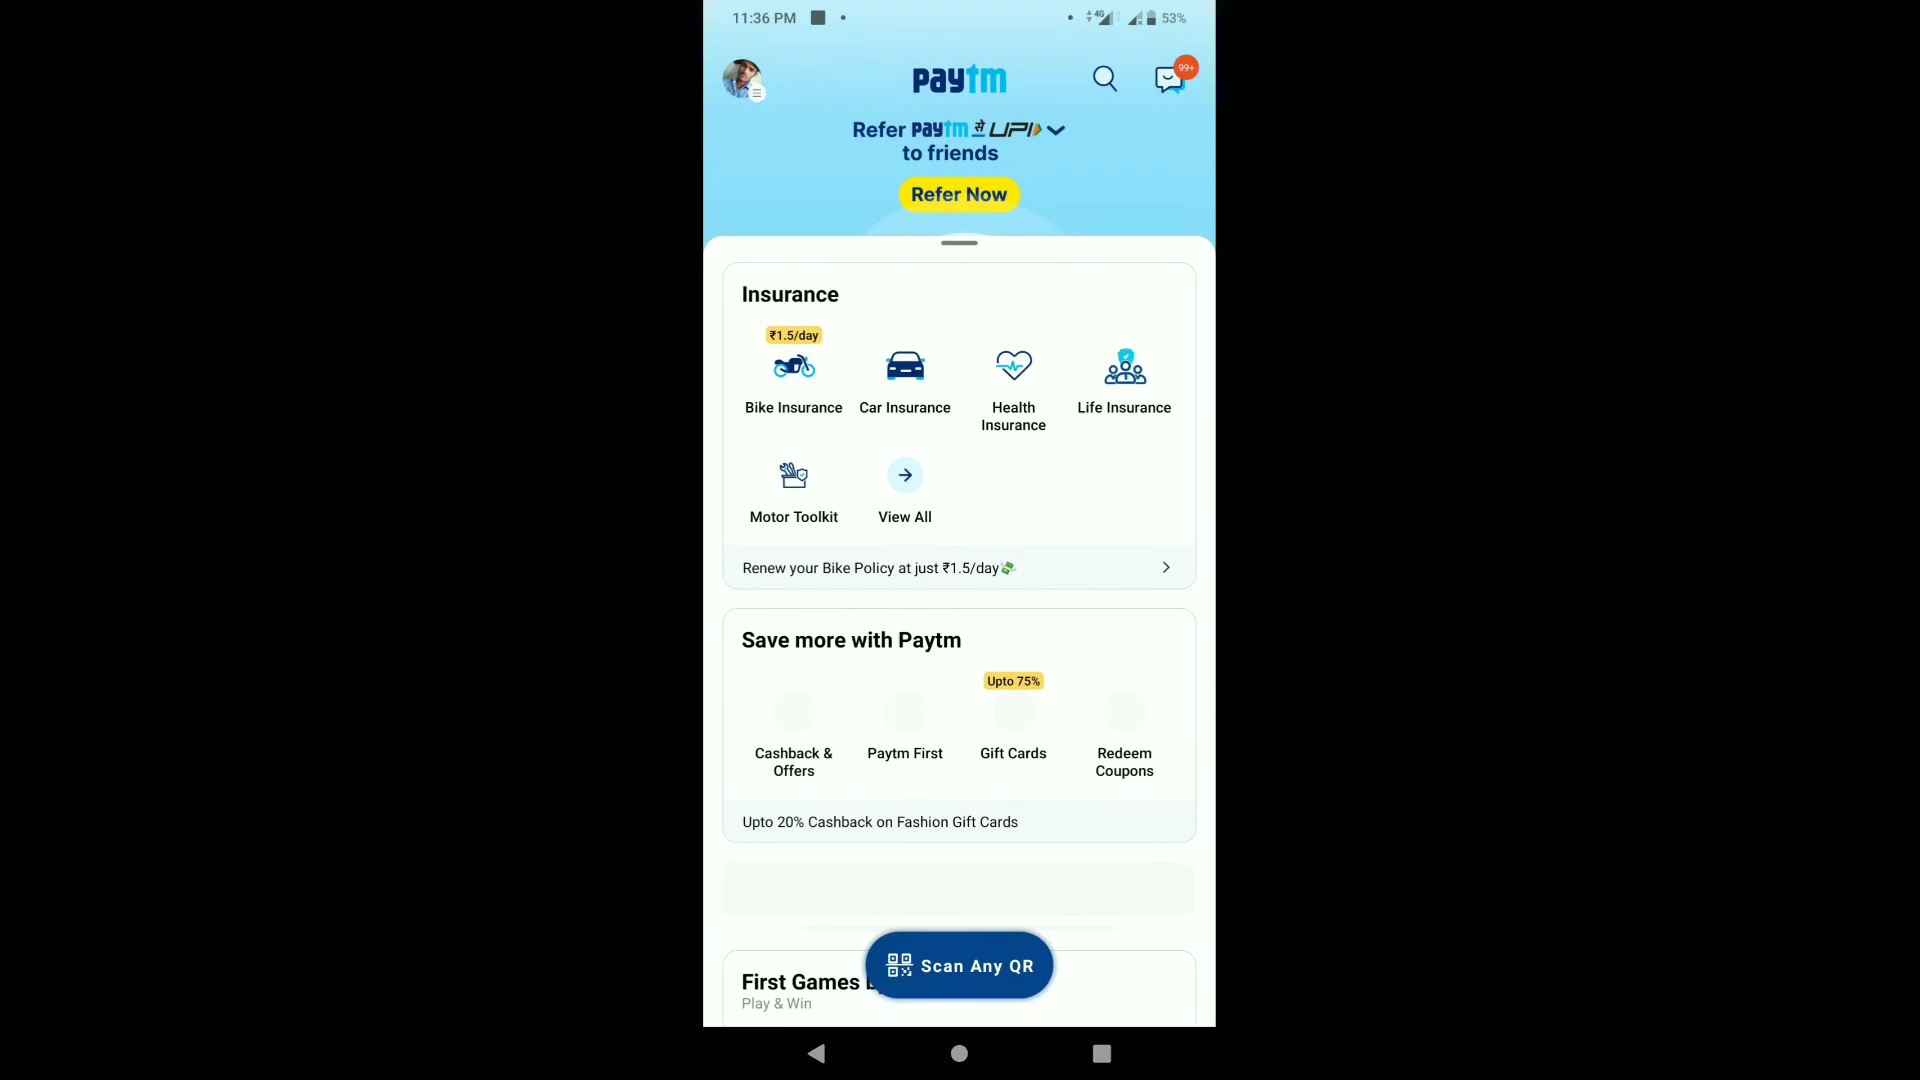 11:36 PM
4G
53%
paytm
99+
Refer paytm से UPI
to friends
Refer Now
Insurance
₹1.5/day
Bike Insurance
Car Insurance
Health
Insurance
Life Insurance
Motor Toolkit
View All
Renew your Bike Policy at just ₹1.5/day💸
Save more with Paytm
Upto 75%
Cashback &
Offers
Paytm First
Gift Cards
Redeem
Coupons
Upto 20% Cashback on Fashion Gift Cards
Scan Any QR
First Games
Play & Win